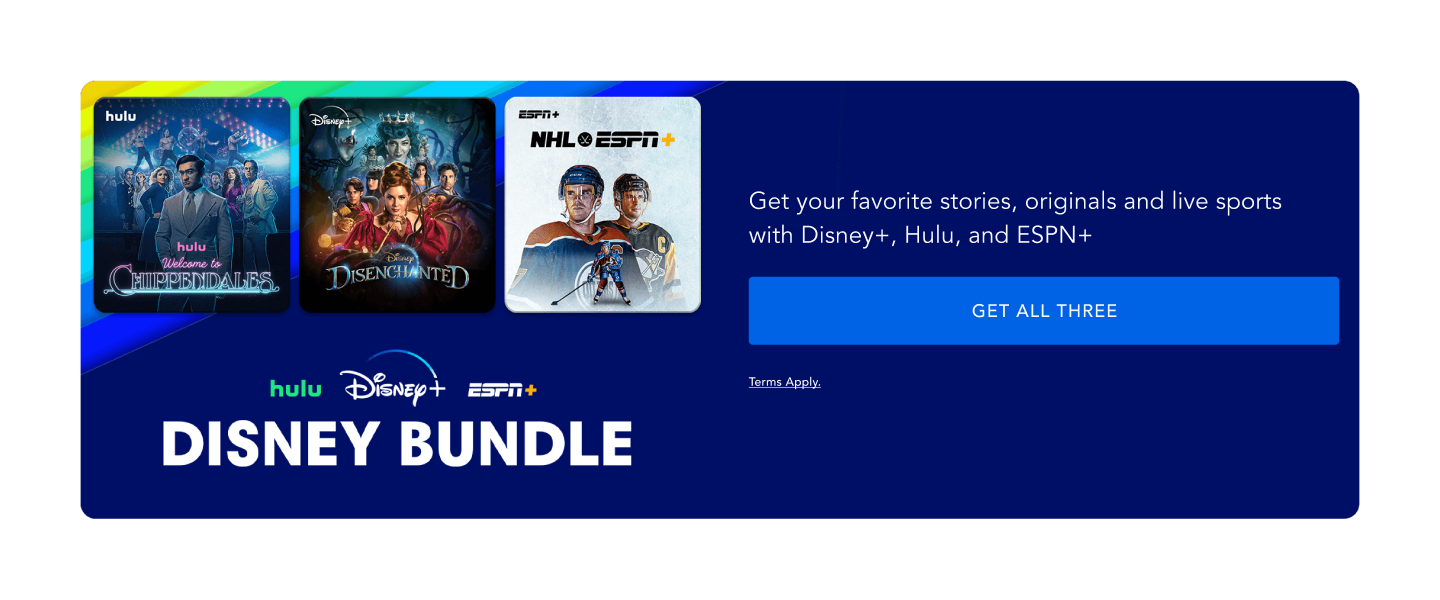 hulu
hulu
Welcome to
CHIPPENDALES
Disney+
Disney
DISENCHANTED
ESPN+
NHL ESPN+
C
hulu Disney+ ESPN+
DISNEY BUNDLE
Get your favorite stories, originals and live sports
with Disney+, Hulu, and ESPN+
GET ALL THREE
Terms Apply.